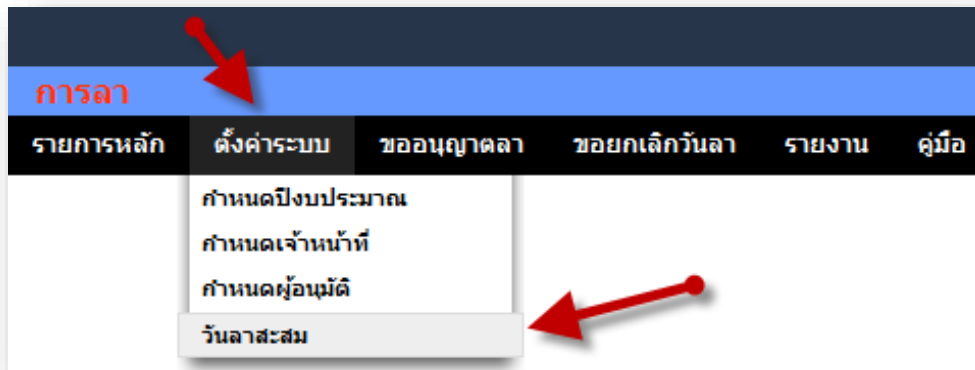 การลา
รายการหลัก ตั้งค่าระบบ ขออนุญาตลา ขอยกเลิกวันลา รายงาน คู่มือ
กำหนดปีงบประมาณ
กำหนดเจ้าหน้าที่
กำหนดผู้อนุมัติ
วันลาสะสม